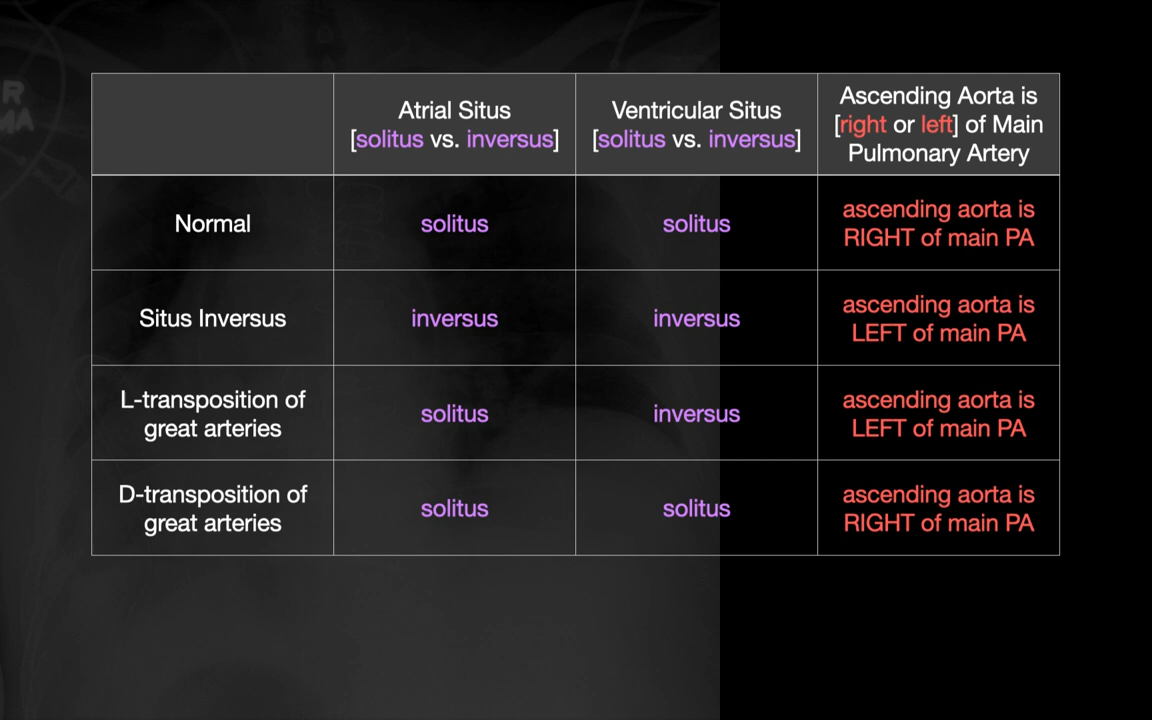 Atrial Situs
[solitus vs. inversus]
Ventricular Situs
[solitus vs. inversus]
Ascending Aorta is
[right or left] of Main
Pulmonary Artery
Normal
solitus
solitus
ascending aorta is
RIGHT of main PA
Situs Inversus
inversus
inversus
ascending aorta is
LEFT of main PA
L-transposition of
great arteries
solitus
inversus
ascending aorta is
LEFT of main PA
D-transposition of
great arteries
solitus
solitus
ascending aorta is
RIGHT of main PA
R